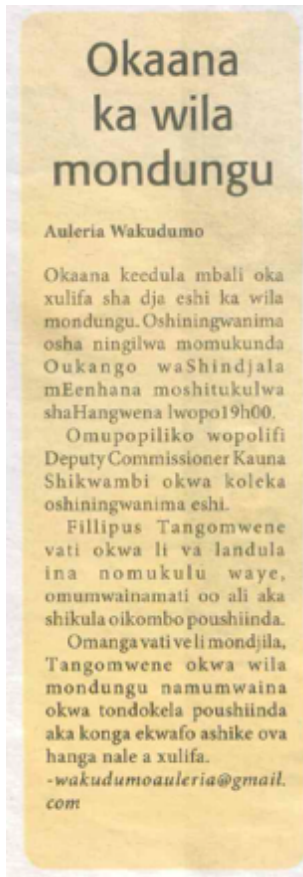 Okaana
ka wila
mondungu
Auleria Wakudumo
Okaana keedula mbali oka
xulifa sha dja eshi ka wila
mondungu. Oshiningwanima
osha ningilwa momukunda
Oukango waShindjala
mEenhana moshitukulwa
shaHangwena lwopo19h00.
Omupopiliko wopolifi
Deputy Commissioner Kauna
Shikwambi okwa koleka
oshiningwanima eshi.
Fillipus Tangomwene
vati okwa li va landula
ina nomukulu waye,
omumwainamati oo ali aka
shikula oikombo poushiinda.
Omanga vati ve li mondjila,
Tangomwene okwa wila
mondungu namumwaina
okwa tondokela poushiinda
aka konga ekwafo ashike ova
hanga nale a xulifa.
-wakudumoauleria@gmail.
com